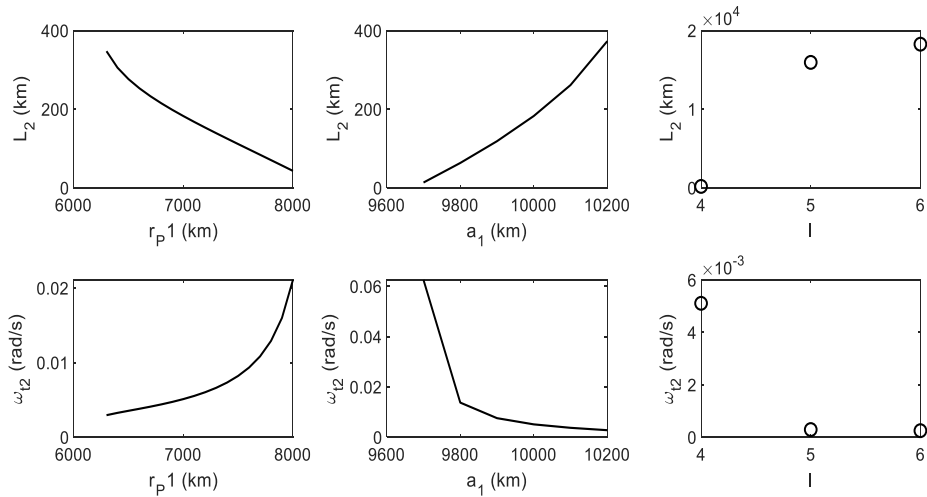 400
200
0
L2 (km)
6000 7000 8000
rP1 (km)
400
200
0
L2 (km)
9600 9800 10000 10200
a1 (km)
×10^4
2
1
0
L2 (km)
4 5 6
I
0.02
0.01
0
ωt2 (rad/s)
6000 7000 8000
rP1 (km)
0.06
0.04
0.02
0
ωt2 (rad/s)
9600 9800 10000 10200
a1 (km)
×10^-3
6
4
2
0
ωt2 (rad/s)
4 5 6
I